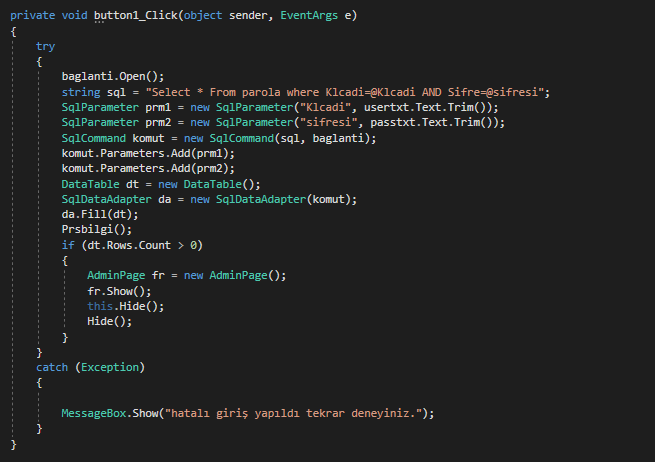 private void button1_Click(object sender, EventArgs e)
{
try
{
baglanti.Open();
string sql = "Select * From parola where Klcadi=@Klcadi AND Sifre=@sifresi";
SqlParameter prm1 = new SqlParameter("Klcadi", usertxt.Text.Trim());
SqlParameter prm2 = new SqlParameter("sifresi", passtxt.Text.Trim());
SqlCommand komut = new SqlCommand(sql, baglanti);
komut.Parameters.Add(prm1);
komut.Parameters.Add(prm2);
DataTable dt = new DataTable();
SqlDataAdapter da = new SqlDataAdapter(komut);
da.Fill(dt);
Prsbilgi();
if (dt.Rows.Count > 0)
{
AdminPage fr = new AdminPage();
fr.Show();
this.Hide();
Hide();
}
}
catch (Exception)
{
MessageBox.Show("hatalı giriş yapıldı tekrar deneyiniz.");
}
}